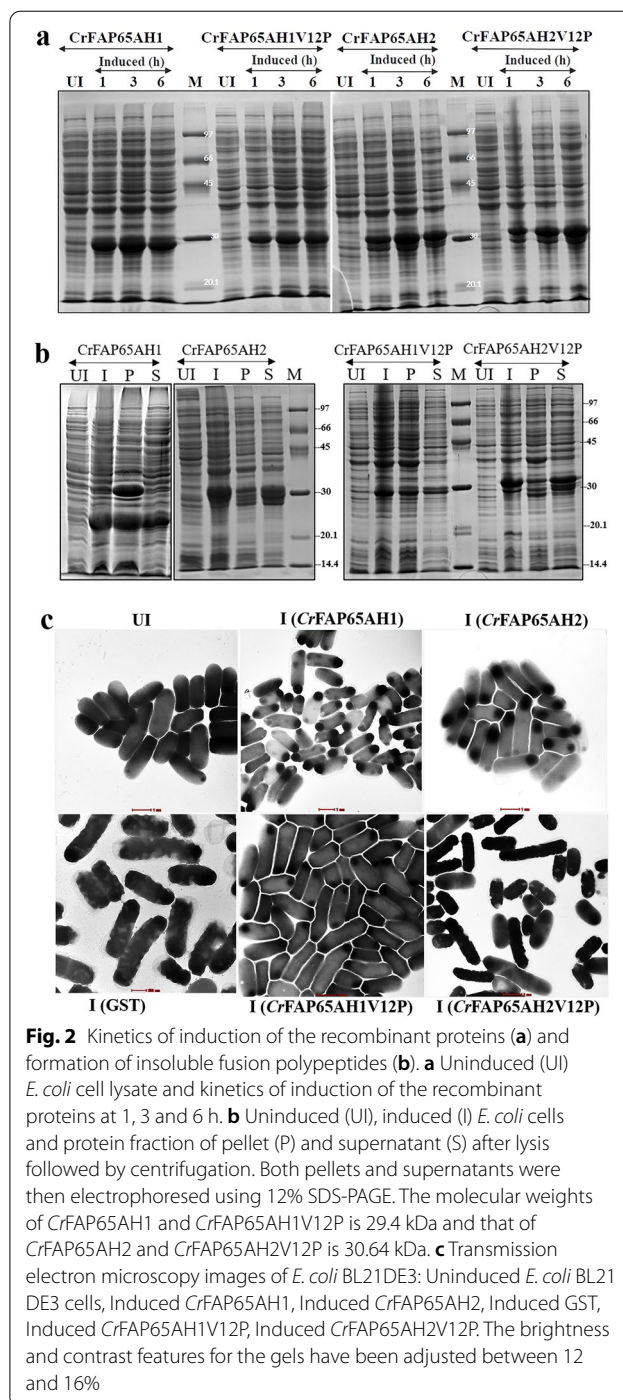 a
CrFAP65AH1 CrFAP65AH1V12P CrFAP65AH2 CrFAP65AH2V12P
Induced (h) Induced (h) Induced (h) Induced (h)
UI 1 3 6 M UI 1 3 6 UI 1 3 6 M UI 1 3 6
97 97
66 66
45 45
30 30
20.1 20.1
b
CrFAP65AH1 CrFAP65AH2 CrFAP65AH1V12P CrFAP65AH2V12P
UI I P S UI I P S M UI I P S M UI I P S
97 97
66 66
45 45
30 30
20.1 20.1
14.4 14.4
c
UI I (CrFAP65AH1) I (CrFAP65AH2)
I (GST) I (CrFAP65AH1V12P) I (CrFAP65AH2V12P)
Fig. 2 Kinetics of induction of the recombinant proteins (a) and
formation of insoluble fusion polypeptides (b). a Uninduced (UI)
E. coli cell lysate and kinetics of induction of the recombinant
proteins at 1, 3 and 6 h. b Uninduced (UI), induced (I) E. coli cells
and protein fraction of pellet (P) and supernatant (S) after lysis
followed by centrifugation. Both pellets and supernatants were
then electrophoresed using 12% SDS-PAGE. The molecular weights
of CrFAP65AH1 and CrFAP65AH1V12P is 29.4 kDa and that of
CrFAP65AH2 and CrFAP65AH2V12P is 30.64 kDa. c Transmission
electron microscopy images of E. coli BL21DE3: Uninduced E. coli BL21
DE3 cells, Induced CrFAP65AH1, Induced CrFAP65AH2, Induced GST,
Induced CrFAP65AH1V12P, Induced CrFAP65AH2V12P. The brightness
and contrast features for the gels have been adjusted between 12
and 16%